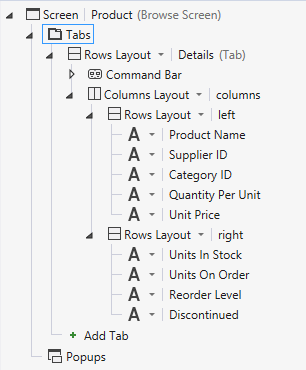 Screen Product (Browse Screen)
Tabs
Rows Layout Details (Tab)
Command Bar
Columns Layout columns
Rows Layout left
A Product Name
A Supplier ID
A Category ID
A Quantity Per Unit
A Unit Price
Rows Layout right
A Units In Stock
A Units On Order
A Reorder Level
A Discontinued
+ Add Tab
Popups